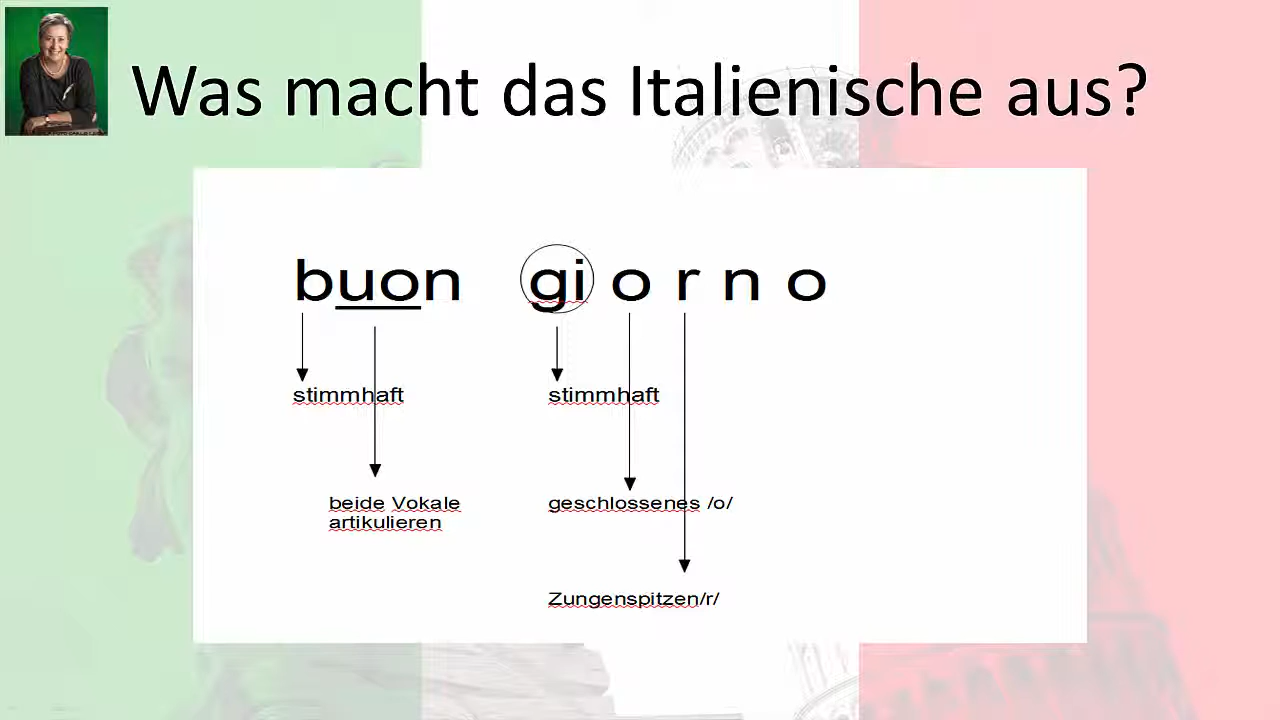 Was macht das Italienische aus?
buon gi o r n o
stimmhaft stimmhaft
beide Vokale geschlossenes /o/
artikulieren
Zungenspitzen/r/